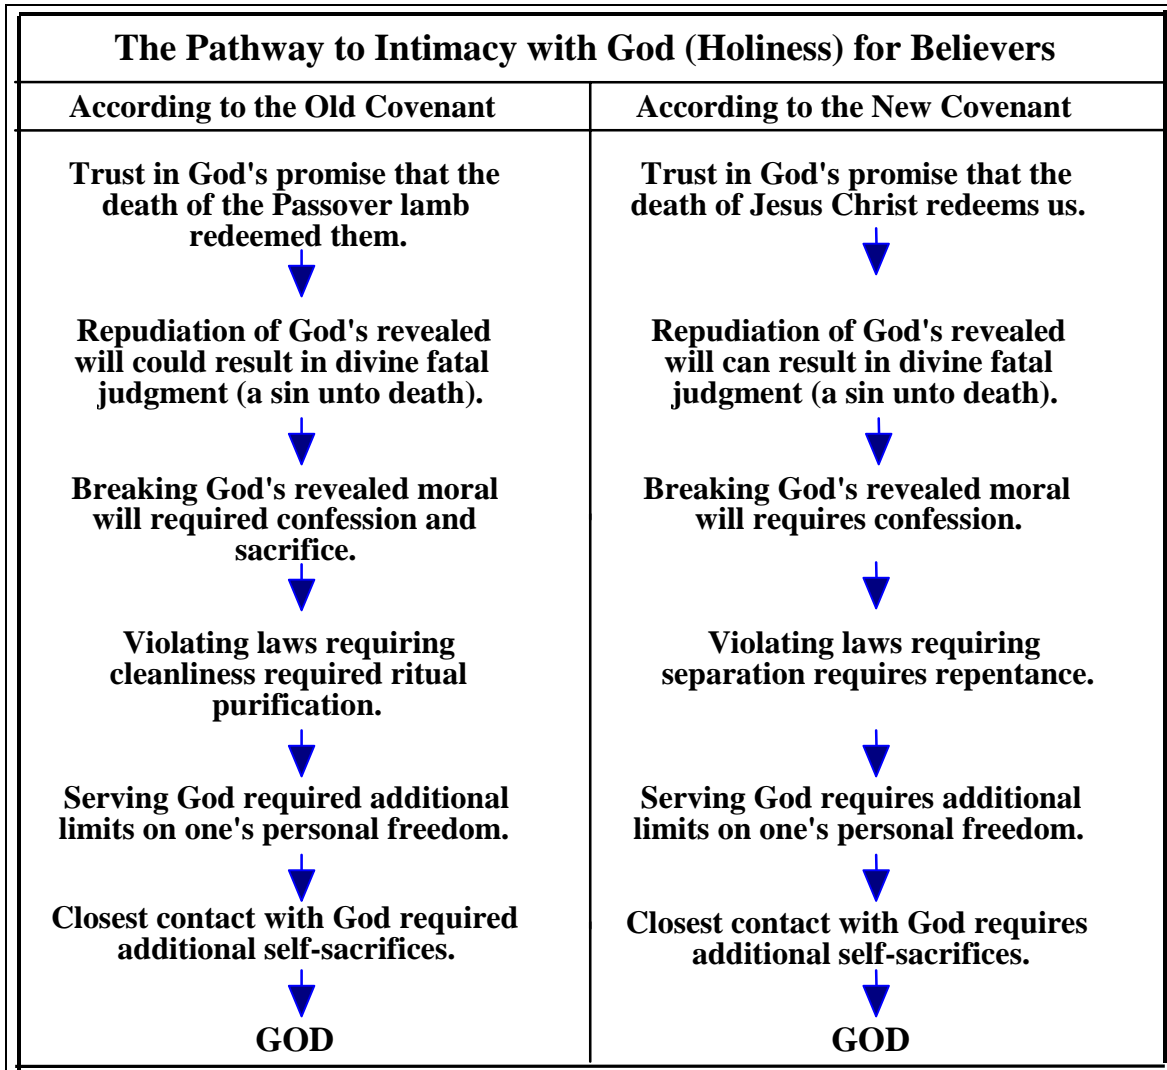 The Pathway to Intimacy with God (Holiness) for Believers
According to the Old Covenant
Trust in God's promise that the
death of the Passover lamb
redeemed them.
Repudiation of God's revealed
will could result in divine fatal
judgment (a sin unto death).
Breaking God's revealed moral
will required confession and
sacrifice.
Violating laws requiring
cleanliness required ritual
purification.
Serving God required additional
limits on one's personal freedom.
Closest contact with God required
additional self-sacrifices.
GOD
According to the New Covenant
Trust in God's promise that the
death of Jesus Christ redeems us.
Repudiation of God's revealed
will can result in divine fatal
judgment (a sin unto death).
Breaking God's revealed moral
will requires confession.
Violating laws requiring
separation requires repentance.
Serving God requires additional
limits on one's personal freedom.
Closest contact with God requires
additional self-sacrifices.
GOD